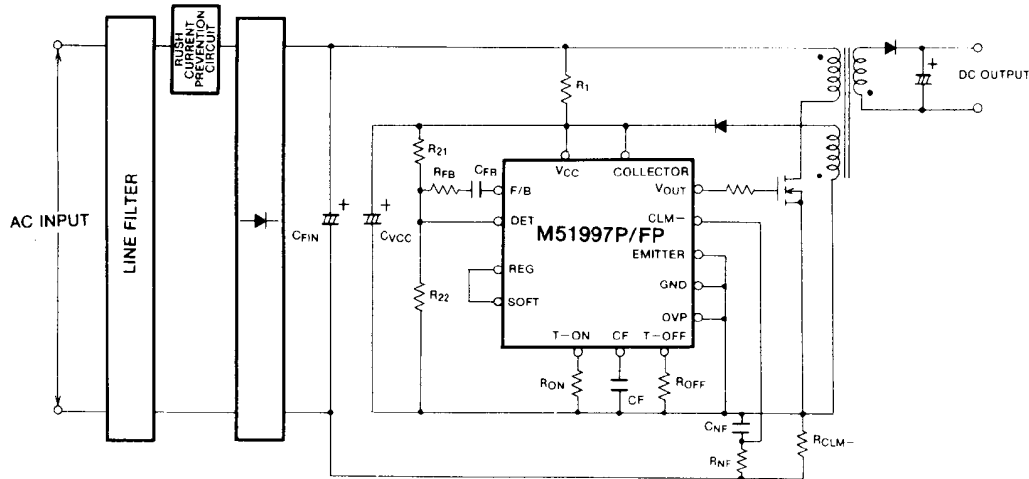 RUSH
CURRENT
PREVENTION
CIRCUIT
LINE FILTER
AC INPUT
DC OUTPUT
R1
R21
RFB
CFB
VCC
COLLECTOR
F/B
VOUT
DET
CLM−
M51997P/FP
EMITTER
CFIN
CVCC
REG
GND
R22
SOFT
OVP
T−ON
CF
T−OFF
RON
CF
ROFF
CNF
RCLM−
RNF
+
+
+